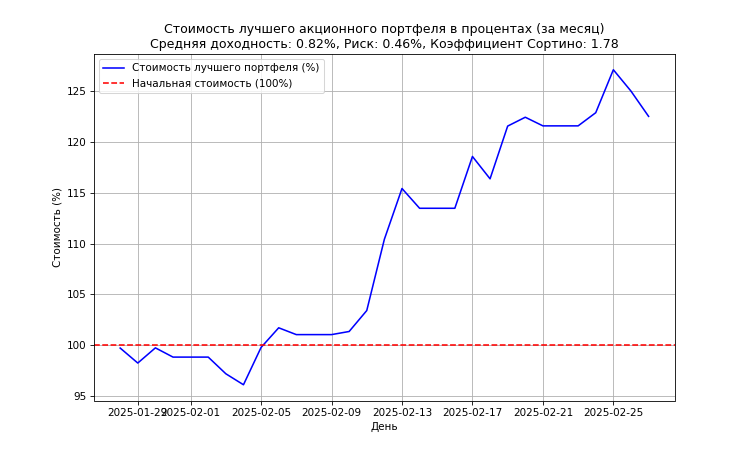 Стоимость лучшего акционного портфеля в процентах (за месяц)
Средняя доходность: 0.82%, Риск: 0.46%, Коэффициент Сортино: 1.78
Стоимость лучшего портфеля (%)
Начальная стоимость (100%)
Стоимость (%)
125
120
115
110
105
100
95
2025-01-29
2025-02-01
2025-02-05
2025-02-09
2025-02-13
2025-02-17
2025-02-21
2025-02-25
День